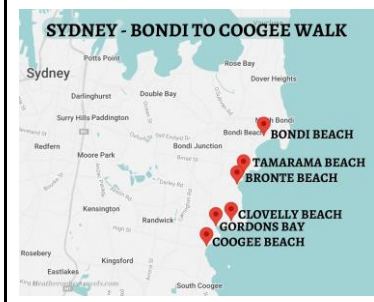 SYDNEY - BONDI TO COOGEE WALK
Potts Point
Rose Bay
Sydney
Dover Heights
Darlinghurst
Double Bay
Surry Hills
Paddington
North Bondi
Bondi Beach
BONDI BEACH
Redfern
Bondi Junction
Moore Park
TAMARAMA BEACH
BRONTE BEACH
Kensington
CLOVELLY BEACH
Randwick
GORDONS BAY
COOGEE BEACH
Rosebery
Kingsford
Eastlakes
South Coogee